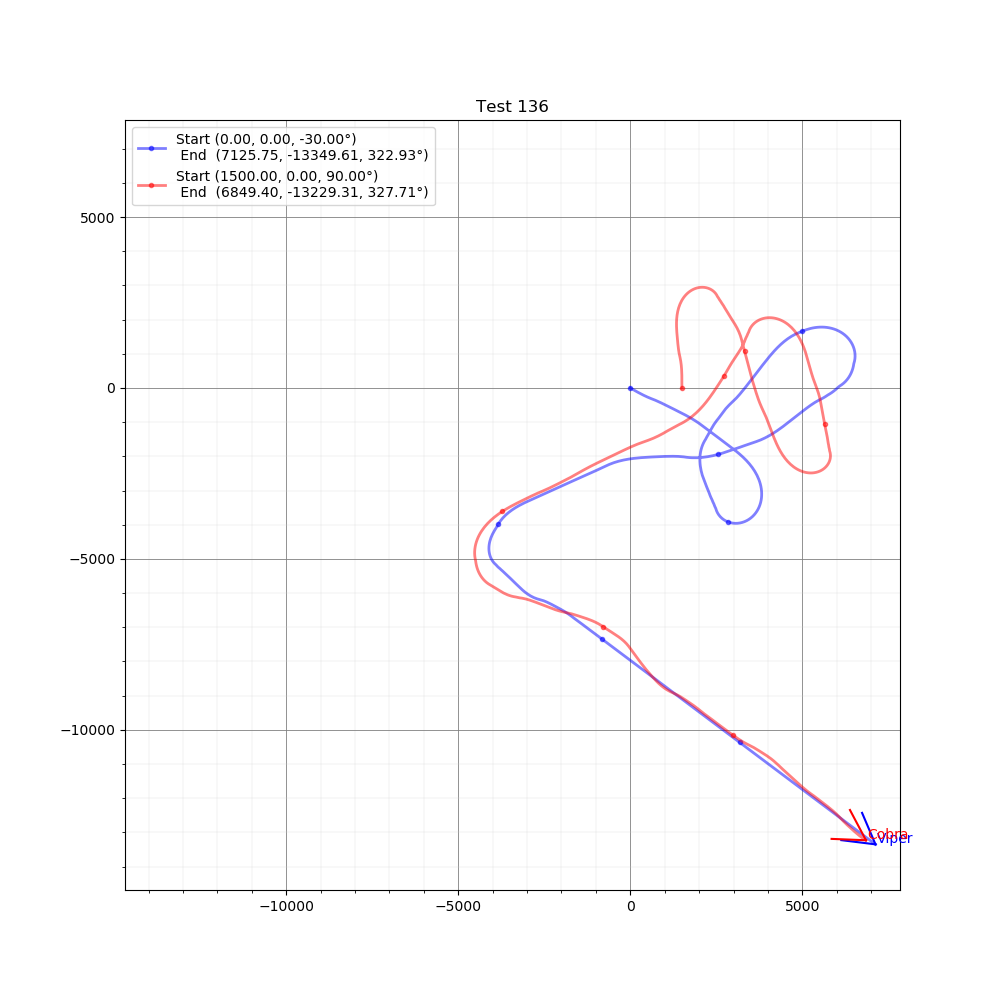 Test 136
Start (0.00, 0.00, -30.00°)
End (7125.75, -13349.61, 322.93°)
Start (1500.00, 0.00, 90.00°)
End (6849.40, -13229.31, 327.71°)
5000
0
−5000
−10000
Cobra
Viper
−10000
−5000
0
5000